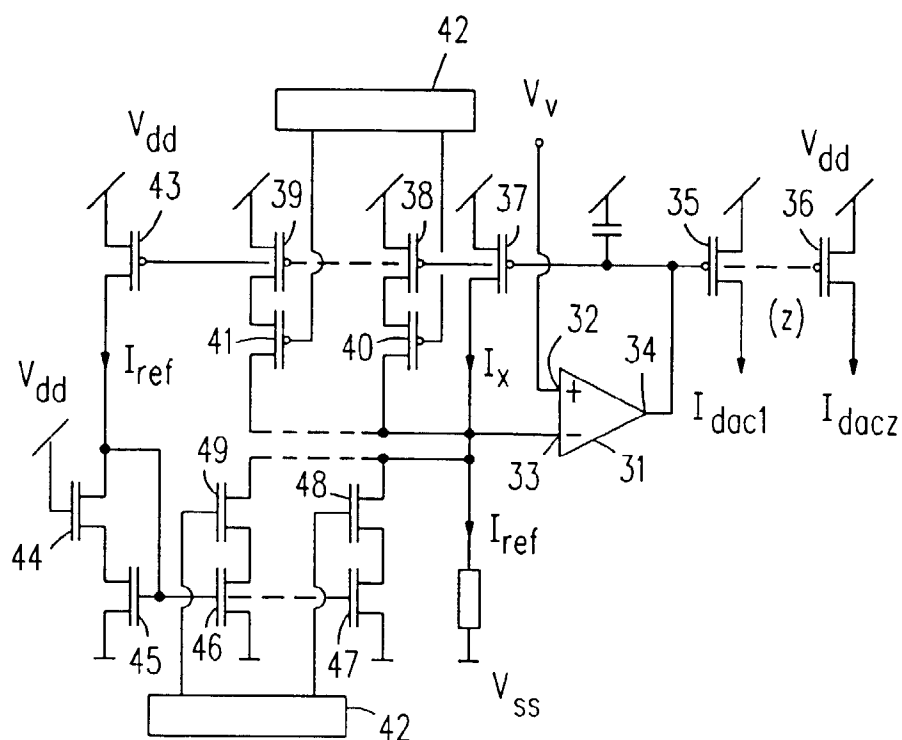 42
V_v
V_dd
43
39
38
37
35
V_dd
36
41
40
32
34
(z)
I_ref
I_x
+
−
I_dac1
I_dacz
V_dd
33
31
49
48
44
I_ref
45
46
47
V_ss
42